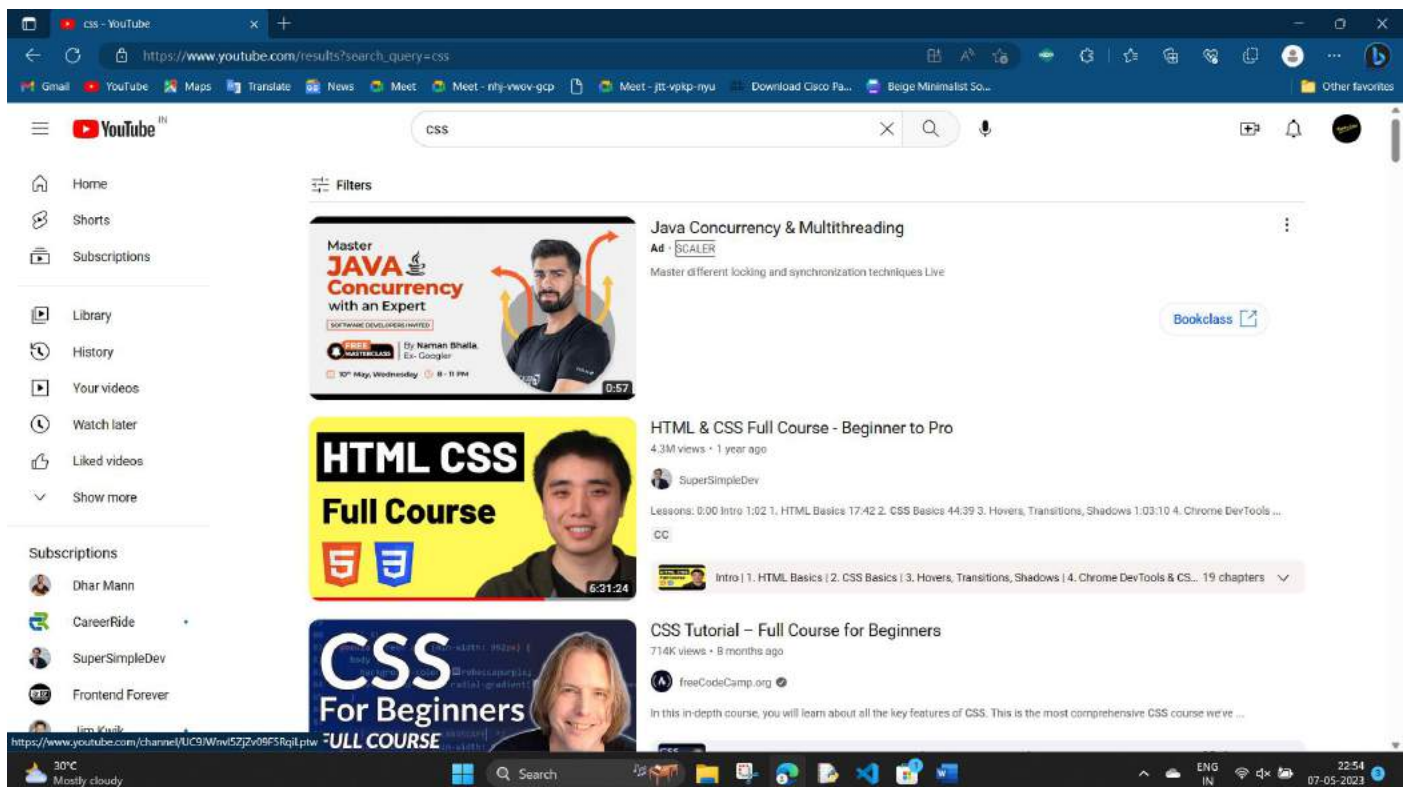 css - YouTube
https://www.youtube.com/results?search_query=css
Gmail YouTube Maps Translate News Meet Meet - nhj-vwov-gcp Meet - jtt-vpkp-nyu Download Cisco Pa... Beige Minimalist So... Other favorites
YouTube IN
css
Home
Shorts
Subscriptions
Library
History
Your videos
Watch later
Liked videos
Show more
Subscriptions
Dhar Mann
CareerRide
SuperSimpleDev
Frontend Forever
Jim Kwik
Filters
Master
JAVA
Concurrency
with an Expert
SOFTWARE DEVELOPERS INVITED
FREE MASTERCLASS
By Naman Bhalla,
Ex- Googler
10th May, Wednesday 8 - 11 PM
0:57
Java Concurrency & Multithreading
Ad · SCALER
Master different locking and synchronization techniques Live
Bookclass
HTML CSS
Full Course
5 3
6:31:24
HTML & CSS Full Course - Beginner to Pro
4.3M views • 1 year ago
SuperSimpleDev
Lessons: 0:00 Intro 1:02 1. HTML Basics 17:42 2. CSS Basics 44:39 3. Hovers, Transitions, Shadows 1:03:10 4. Chrome DevTools ...
CC
Intro | 1. HTML Basics | 2. CSS Basics | 3. Hovers, Transitions, Shadows | 4. Chrome DevTools & CS... 19 chapters
CSS
For Beginners
FULL COURSE
CSS Tutorial – Full Course for Beginners
714K views • 8 months ago
freeCodeCamp.org
In this in-depth course, you will learn about all the key features of CSS. This is the most comprehensive CSS course we've ...
30°C
Mostly cloudy
Search
ENG
IN
22:54
07-05-2023